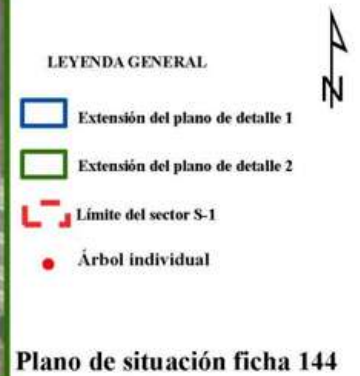 N
LEYENDA GENERAL
Extensión del plano de detalle 1
Extensión del plano de detalle 2
Límite del sector S-1
Árbol individual
Plano de situación ficha 144